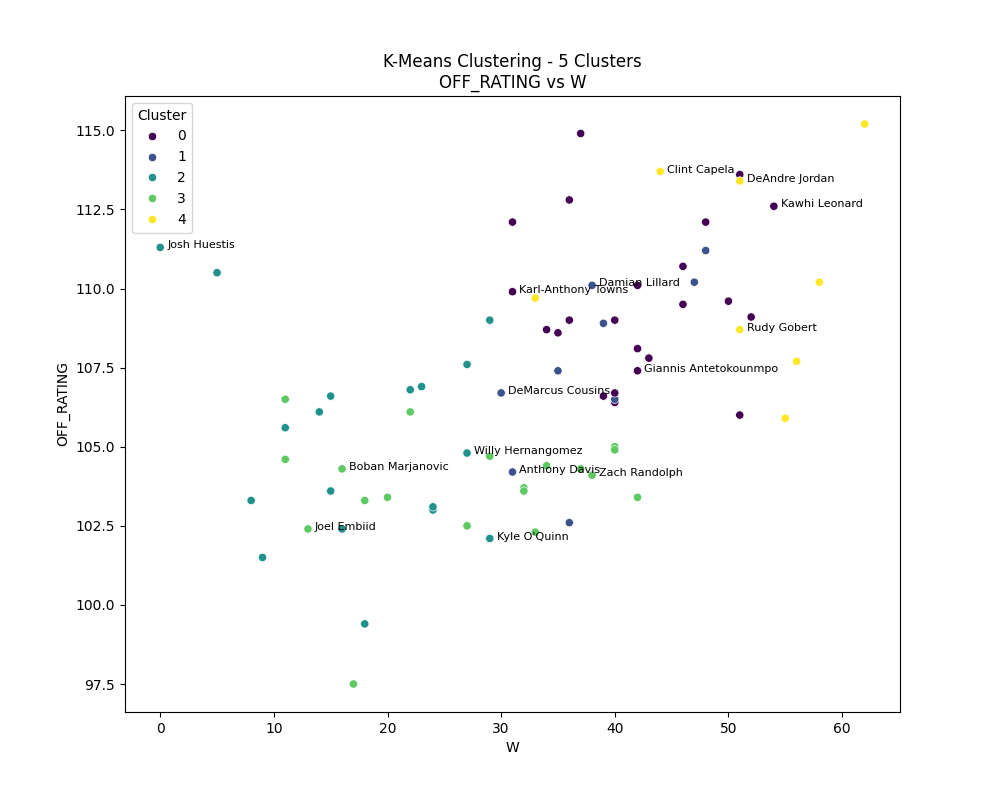 K-Means Clustering - 5 Clusters
OFF_RATING vs W
Cluster
0
1
2
3
4
115.0
112.5
110.0
107.5
105.0
102.5
100.0
97.5
OFF_RATING
Clint Capela
DeAndre Jordan
Kawhi Leonard
Josh Huestis
Damian Lillard
Karl-Anthony Towns
Rudy Gobert
Giannis Antetokounmpo
DeMarcus Cousins
Willy Hernangomez
Boban Marjanovic
Anthony Davis
Zach Randolph
Joel Embiid
Kyle O'Quinn
0 10 20 30 40 50 60
W